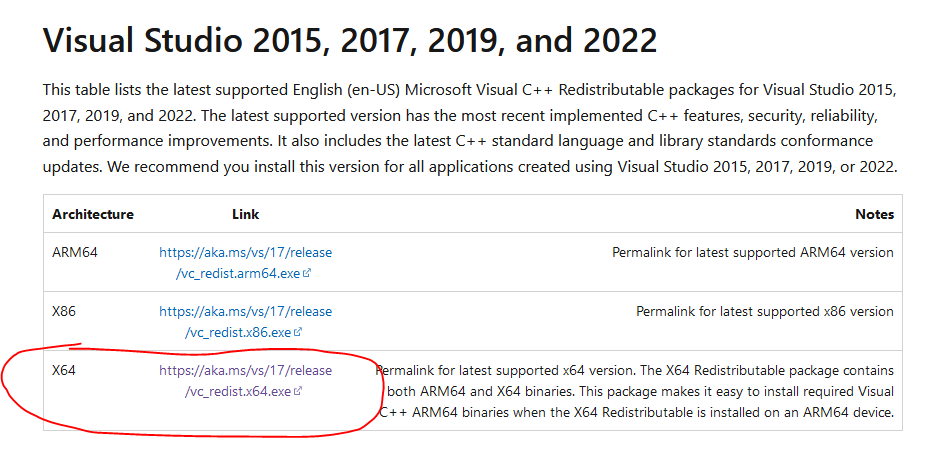 Visual Studio 2015, 2017, 2019, and 2022
This table lists the latest supported English (en-US) Microsoft Visual C++ Redistributable packages for Visual Studio 2015,
2017, 2019, and 2022. The latest supported version has the most recent implemented C++ features, security, reliability,
and performance improvements. It also includes the latest C++ standard language and library standards conformance
updates. We recommend you install this version for all applications created using Visual Studio 2015, 2017, 2019, or 2022.
Architecture Link Notes
ARM64 https://aka.ms/vs/17/release Permalink for latest supported ARM64 version
/vc_redist.arm64.exe
X86 https://aka.ms/vs/17/release Permalink for latest supported x86 version
/vc_redist.x86.exe
X64 https://aka.ms/vs/17/release Permalink for latest supported x64 version. The X64 Redistributable package contains
/vc_redist.x64.exe both ARM64 and X64 binaries. This package makes it easy to install required Visual
C++ ARM64 binaries when the X64 Redistributable is installed on an ARM64 device.